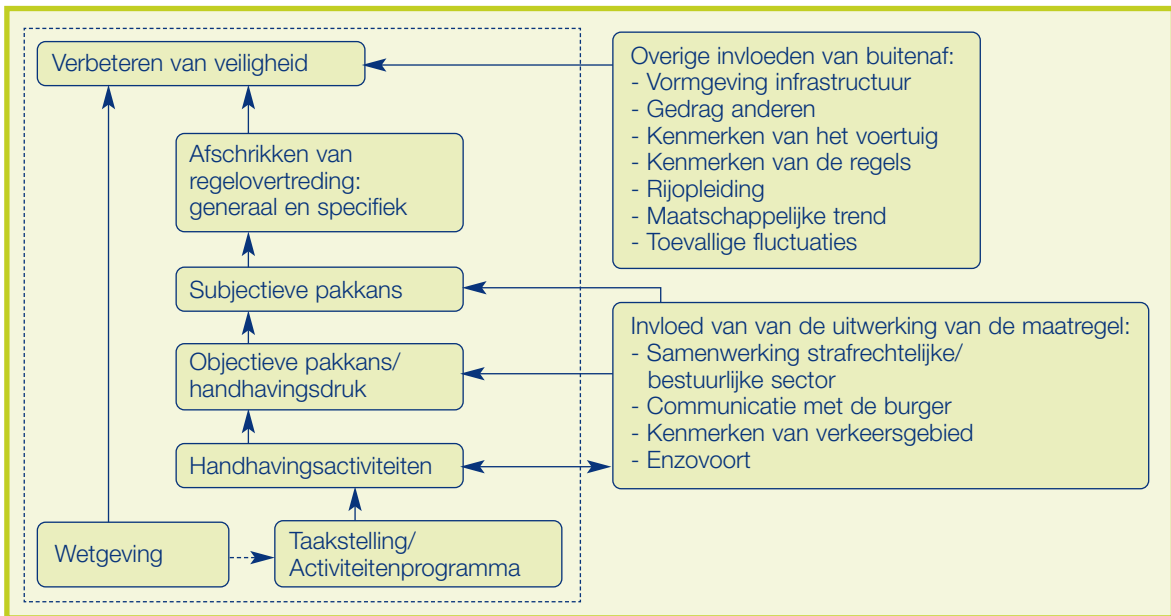 Verbeteren van veiligheid
Afschrikken van
regelovertreding:
generaal en specifiek
Subjectieve pakkans
Objectieve pakkans/
handhavingsdruk
Handhavingsactiviteiten
Wetgeving
Taakstelling/
Activiteitenprogramma
Overige invloeden van buitenaf:
- Vormgeving infrastructuur
- Gedrag anderen
- Kenmerken van het voertuig
- Kenmerken van de regels
- Rijopleiding
- Maatschappelijke trend
- Toevallige fluctuaties
Invloed van van de uitwerking van de maatregel:
- Samenwerking strafrechtelijke/
bestuurlijke sector
- Communicatie met de burger
- Kenmerken van verkeersgebied
- Enzovoort